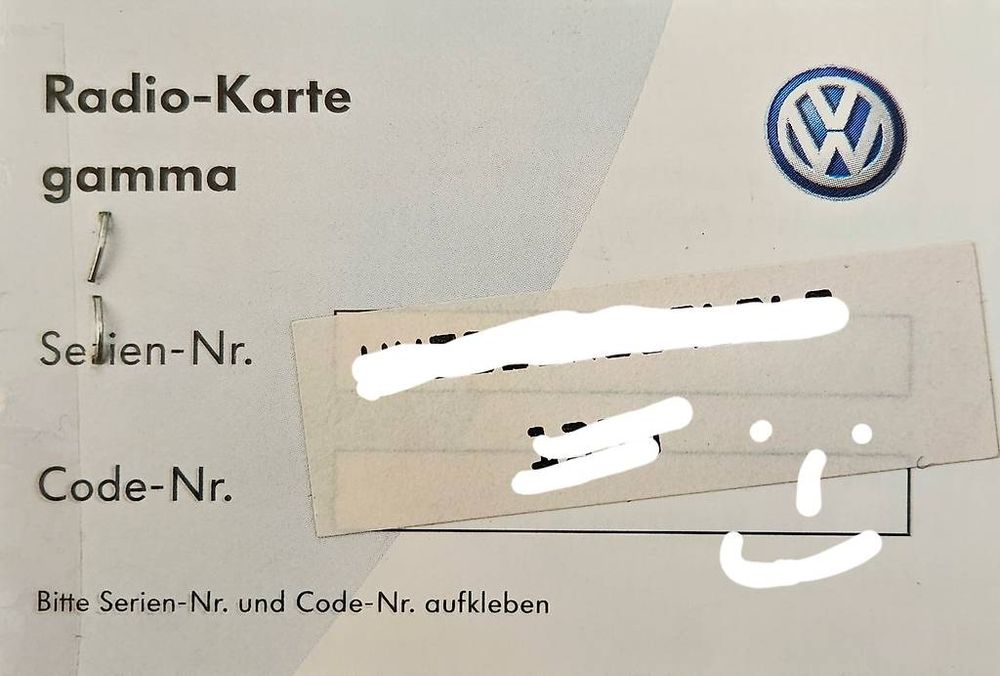 Radio-Karte
gamma
Serien-Nr.
Code-Nr.
Bitte Serien-Nr. und Code-Nr. aufkleben